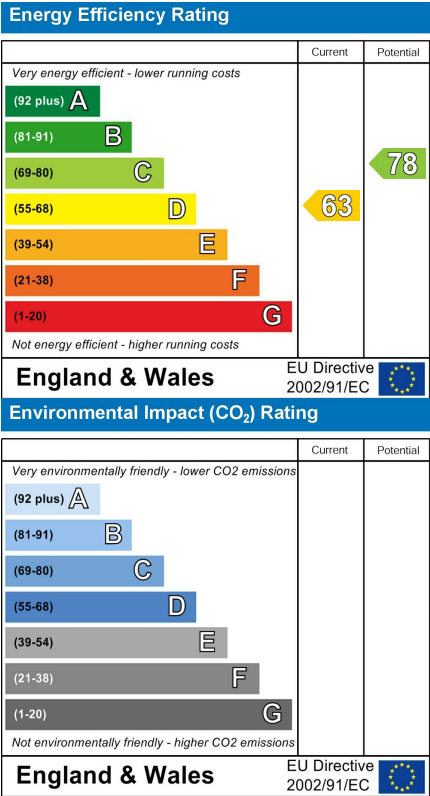 Energy Efficiency Rating
Current Potential
Very energy efficient - lower running costs
(92 plus) A
(81-91) B
(69-80) C
78
(55-68) D
63
(39-54) E
(21-38) F
(1-20) G
Not energy efficient - higher running costs
England & Wales
EU Directive
2002/91/EC
Environmental Impact (CO₂) Rating
Current Potential
Very environmentally friendly - lower CO2 emissions
(92 plus) A
(81-91) B
(69-80) C
(55-68) D
(39-54) E
(21-38) F
(1-20) G
Not environmentally friendly - higher CO2 emissions
England & Wales
EU Directive
2002/91/EC